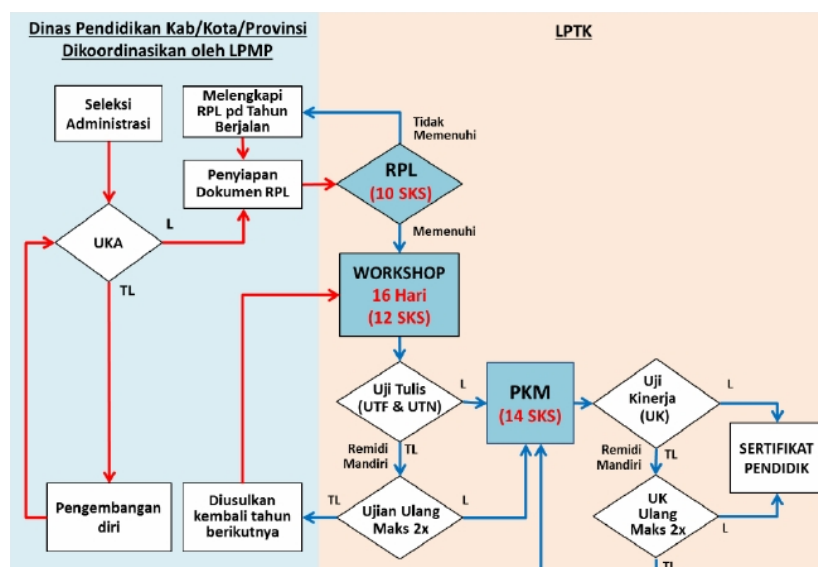 Dinas Pendidikan Kab/Kota/Provinsi
Dikoordinasikan oleh LPMP
LPTK
Seleksi
Administrasi
Melengkapi
RPL pd Tahun
Berjalan
Tidak
Memenuhi
Penyiapan
Dokumen RPL
RPL
(10 SKS)
L
UKA
Memenuhi
TL
WORKSHOP
16 Hari
(12 SKS)
Uji Tulis
(UTF & UTN)
L
PKM
(14 SKS)
Uji
Kinerja
(UK)
L
Remidi
Mandiri
TL
Remidi
Mandiri
TL
SERTIFIKAT
PENDIDIK
Pengembangan
diri
Diusulkan
kembali tahun
berikutnya
TL
Ujian Ulang
Maks 2x
L
UK
Ulang
Maks 2x
L
TL